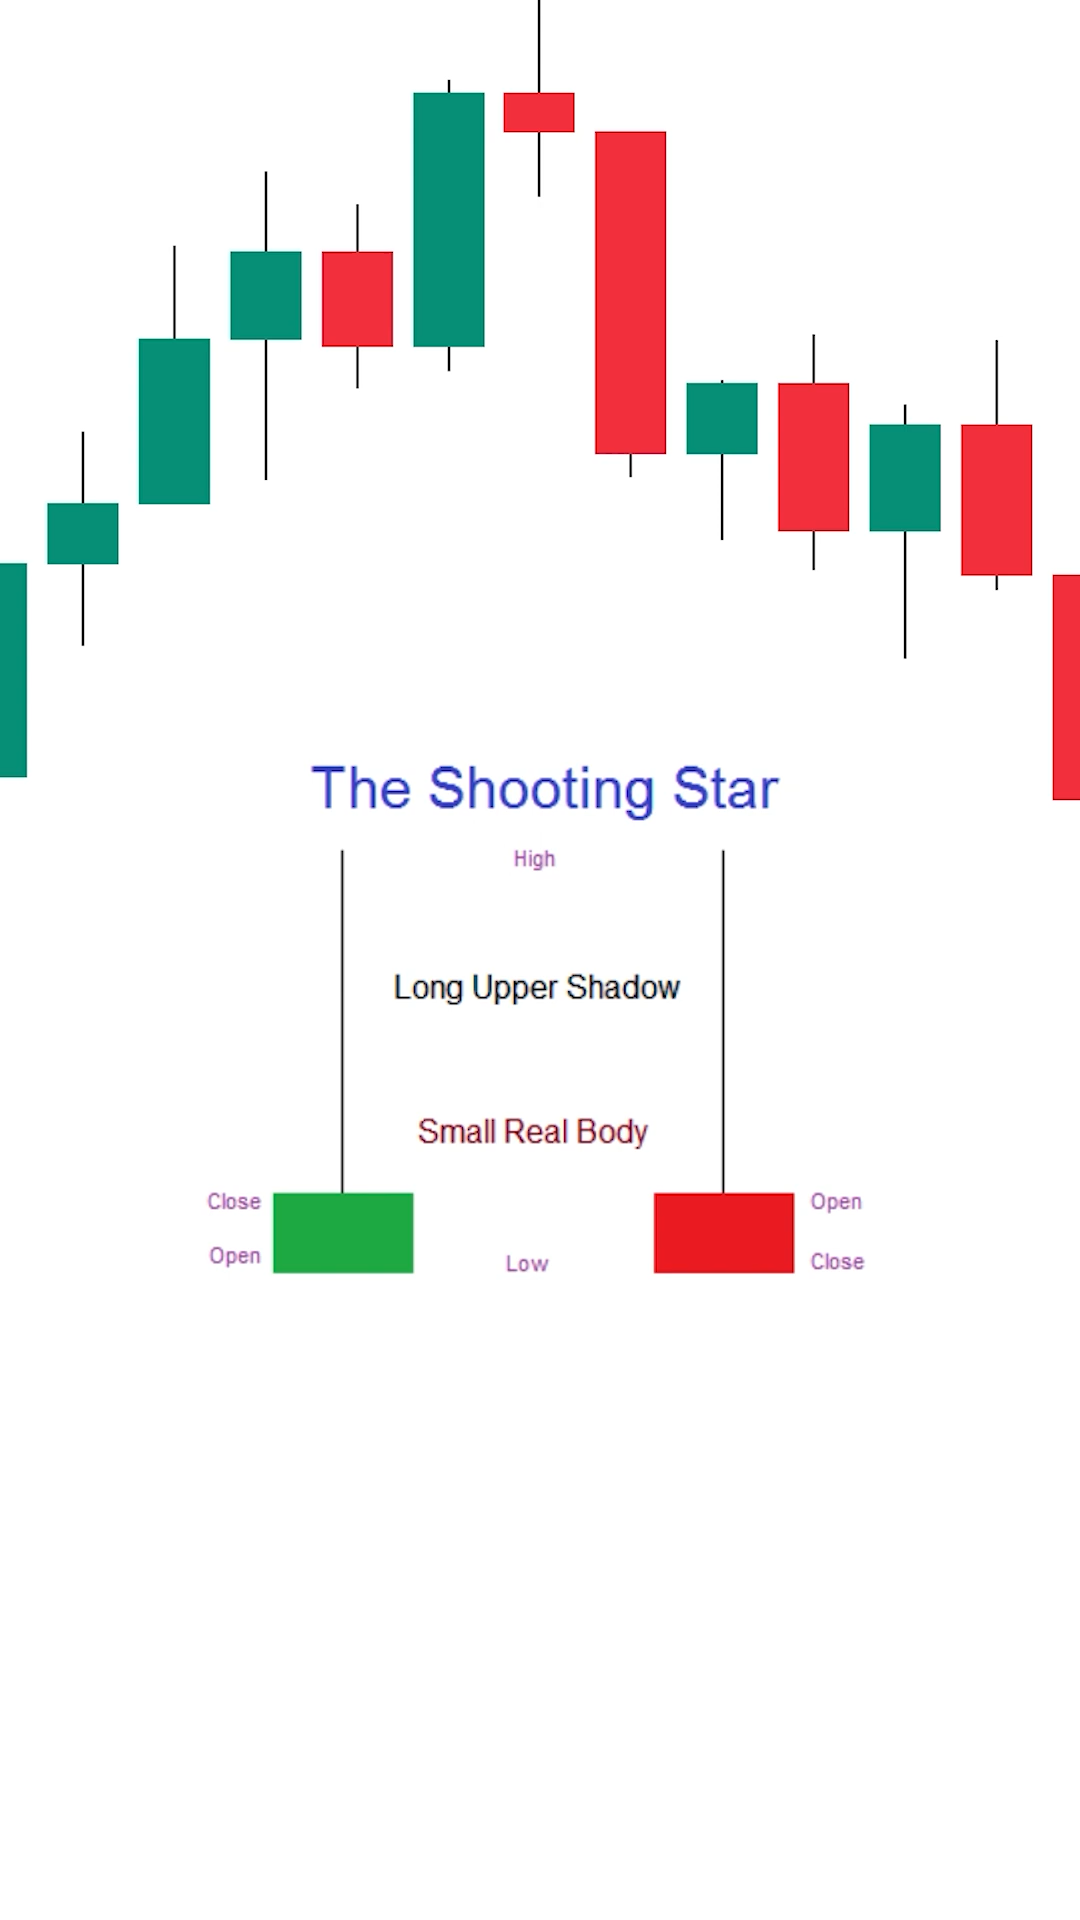 The Shooting Star
High
Long Upper Shadow
Small Real Body
Close
Open
Open
Low
Close